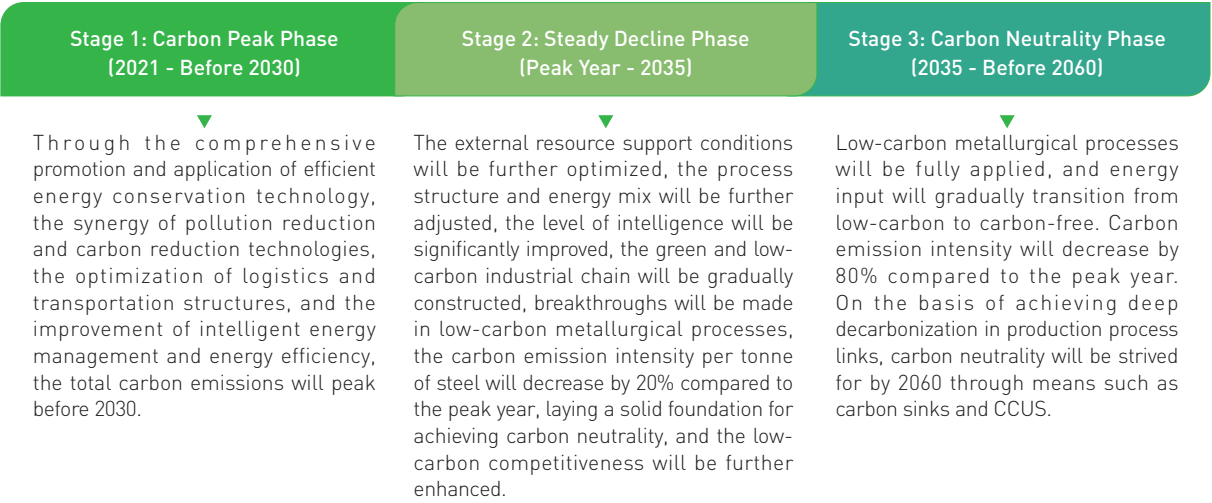 Stage 1: Carbon Peak Phase
(2021 - Before 2030)
Through the comprehensive
promotion and application of efficient
energy conservation technology,
the synergy of pollution reduction
and carbon reduction technologies,
the optimization of logistics and
transportation structures, and the
improvement of intelligent energy
management and energy efficiency,
the total carbon emissions will peak
before 2030.
Stage 2: Steady Decline Phase
(Peak Year - 2035)
The external resource support conditions
will be further optimized, the process
structure and energy mix will be further
adjusted, the level of intelligence will be
significantly improved, the green and low-
carbon industrial chain will be gradually
constructed, breakthroughs will be made
in low-carbon metallurgical processes,
the carbon emission intensity per tonne
of steel will decrease by 20% compared to
the peak year, laying a solid foundation for
achieving carbon neutrality, and the low-
carbon competitiveness will be further
enhanced.
Stage 3: Carbon Neutrality Phase
(2035 - Before 2060)
Low-carbon metallurgical processes
will be fully applied, and energy
input will gradually transition from
low-carbon to carbon-free. Carbon
emission intensity will decrease by
80% compared to the peak year.
On the basis of achieving deep
decarbonization in production process
links, carbon neutrality will be strived
for by 2060 through means such as
carbon sinks and CCUS.